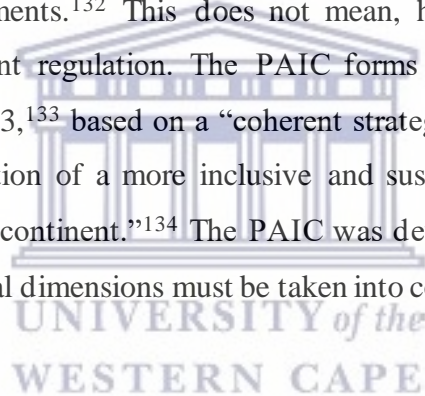 ments.132 This does not mean, h
nt regulation. The PAIC forms
3,133 based on a “coherent strateg
tion of a more inclusive and sus
continent.”134 The PAIC was de
al dimensions must be taken into c
UNIVERSITY of the
WESTERN CAPE